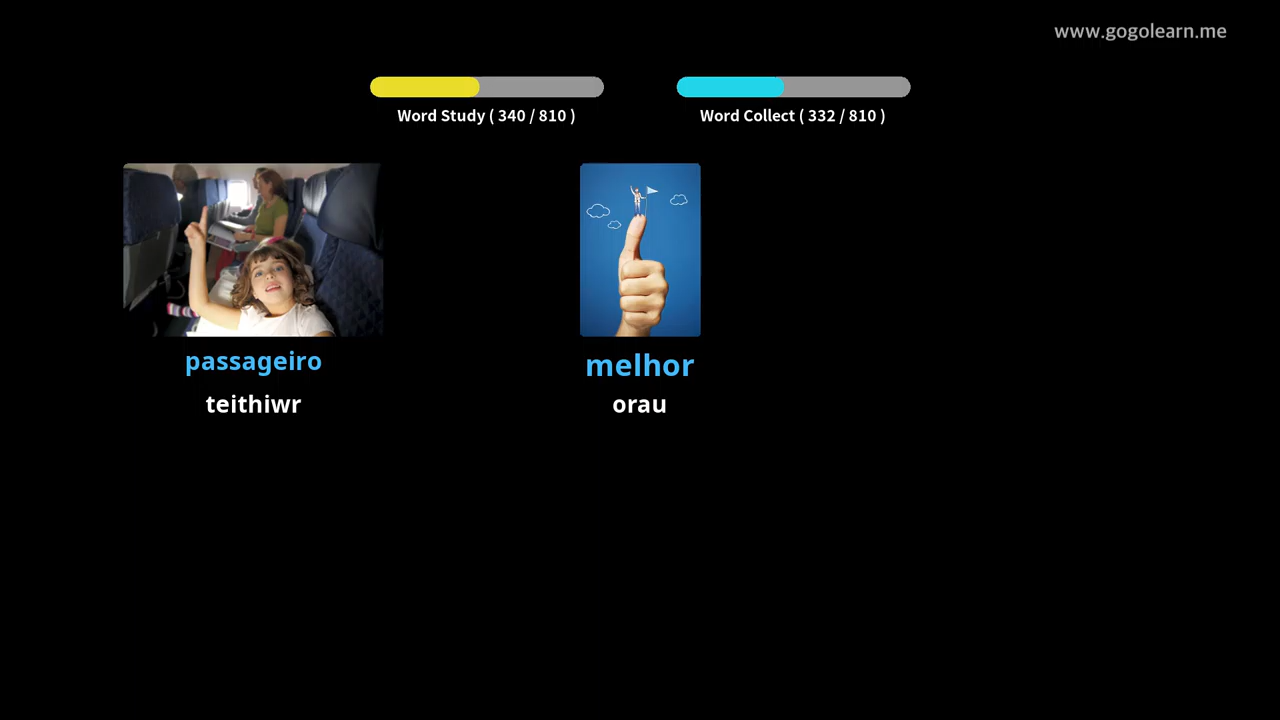 www.gogolearn.me
Word Study ( 340 / 810 )
Word Collect ( 332 / 810 )
passageiro
teithiwr
melhor
orau